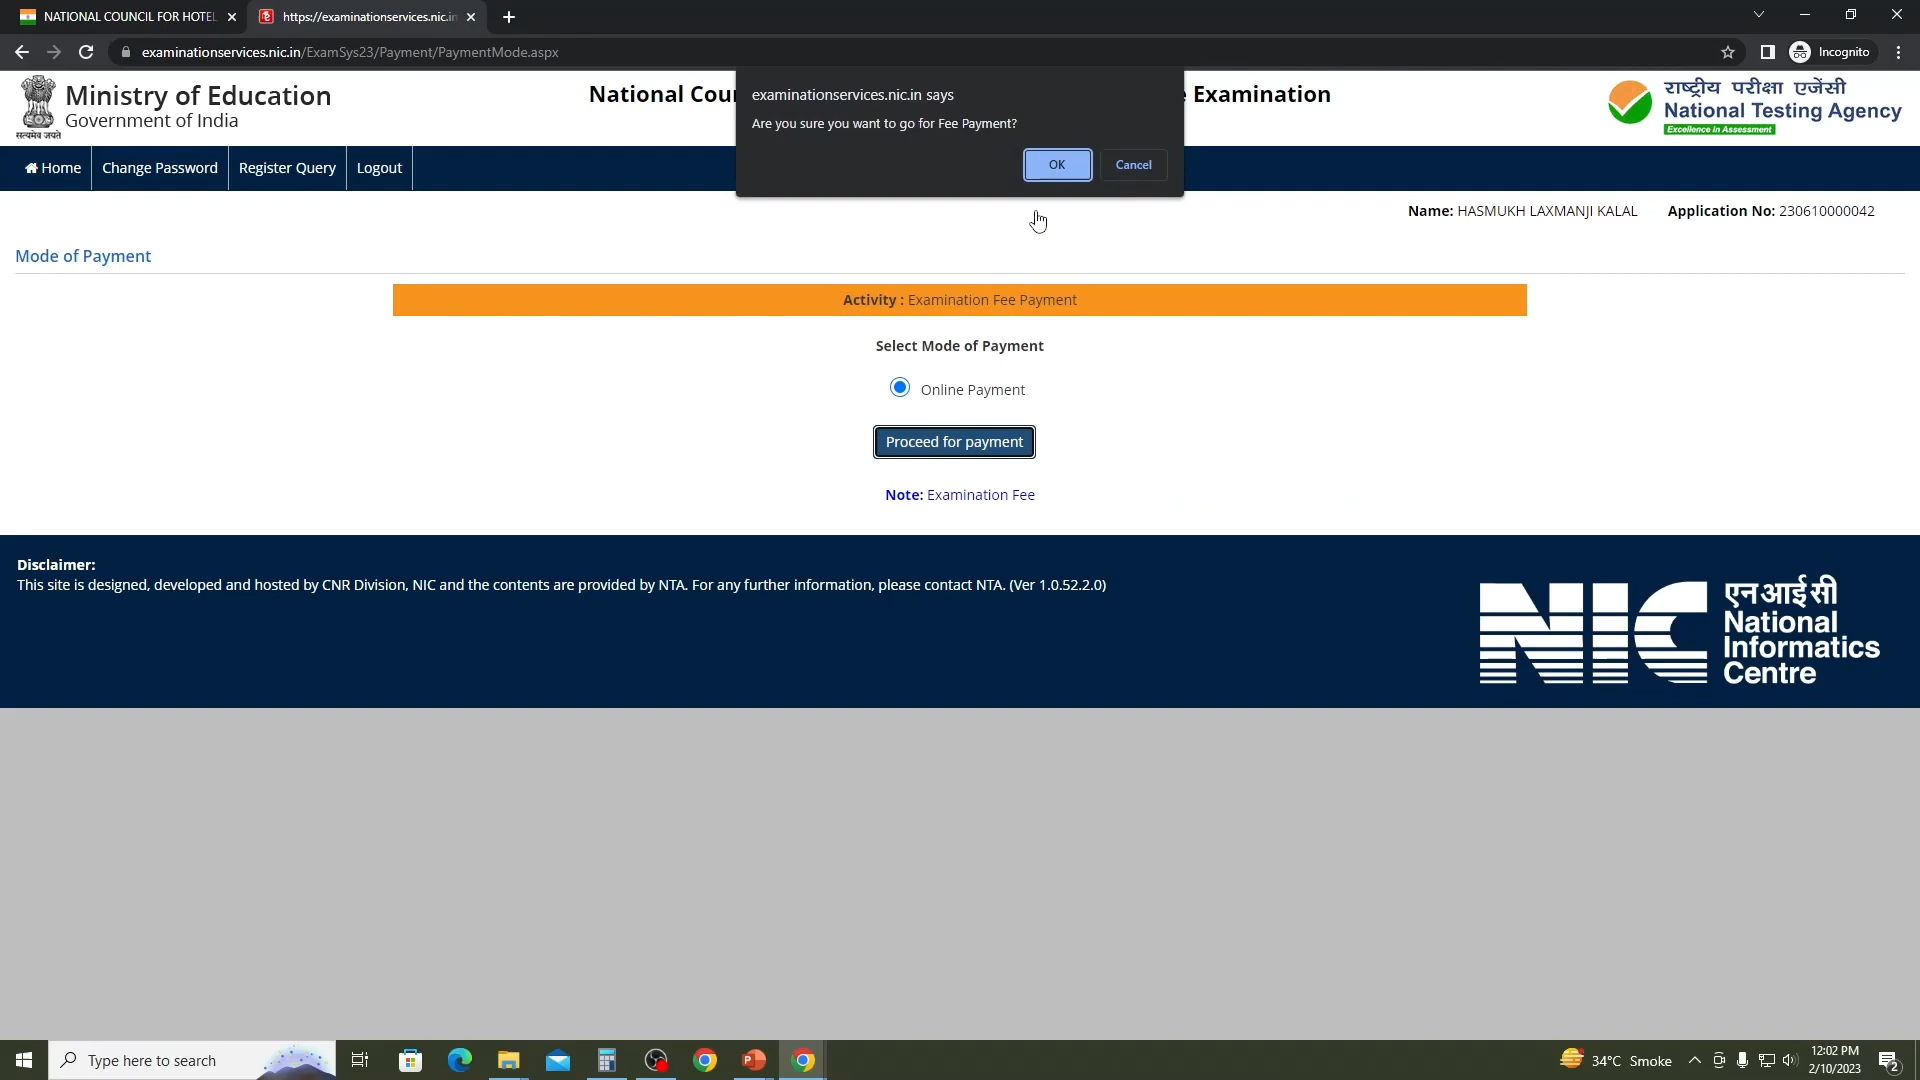 NATIONAL COUNCIL FOR HOTEL
https://examinationservices.nic.in
examinationservices.nic.in/ExamSys23/Payment/PaymentMode.aspx
Incognito
सत्यमेव जयते
Ministry of Education
Government of India
National Cou
Examination
राष्ट्रीय परीक्षा एजेंसी
National Testing Agency
Excellence in Assessment
examinationservices.nic.in says
Are you sure you want to go for Fee Payment?
OK
Cancel
Home
Change Password
Register Query
Logout
Name: HASMUKH LAXMANJI KALAL
Application No: 230610000042
Mode of Payment
Activity : Examination Fee Payment
Select Mode of Payment
Online Payment
Proceed for payment
Note: Examination Fee
Disclaimer:
This site is designed, developed and hosted by CNR Division, NIC and the contents are provided by NTA. For any further information, please contact NTA. (Ver 1.0.52.2.0)
NIC
एनआईसी
National
Informatics
Centre
Type here to search
34°C Smoke
12:02 PM
2/10/2023
2